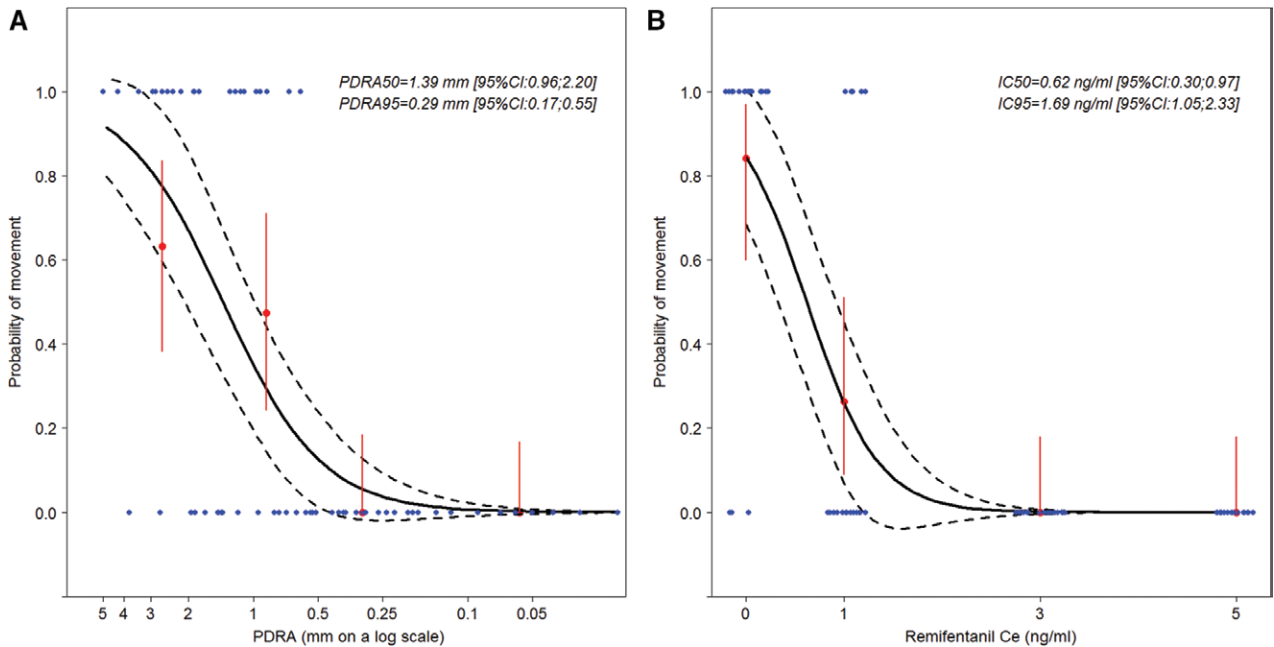 A
PDRA50=1.39 mm [95%CI:0.96;2.20]
PDRA95=0.29 mm [95%CI:0.17;0.55]
Probability of movement
1.0
0.8
0.6
0.4
0.2
0.0
5 4 3 2 1 0.5 0.25 0.1 0.05
PDRA (mm on a log scale)
B
IC50=0.62 ng/ml [95%CI:0.30;0.97]
IC95=1.69 ng/ml [95%CI:1.05;2.33]
Probability of movement
1.0
0.8
0.6
0.4
0.2
0.0
0 1 3 5
Remifentanil Ce (ng/ml)